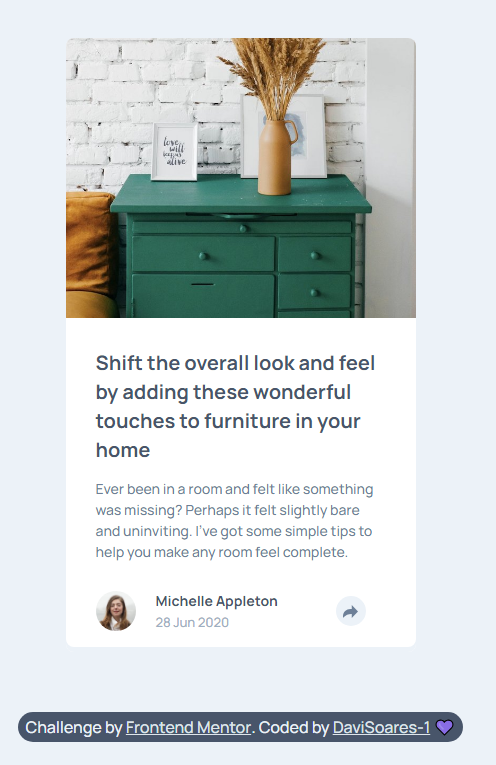 love
will
keep us
alive
Shift the overall look and feel
by adding these wonderful
touches to furniture in your
home
Ever been in a room and felt like something
was missing? Perhaps it felt slightly bare
and uninviting. I've got some simple tips to
help you make any room feel complete.
Michelle Appleton
28 Jun 2020
Challenge by Frontend Mentor. Coded by DaviSoares-1 💜